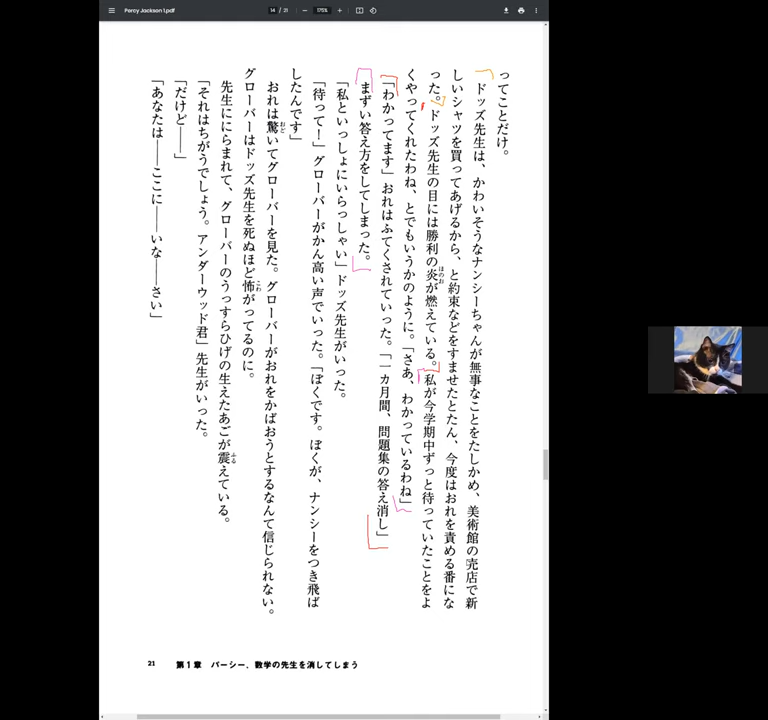 Percy Jackson 1.pdf
14 / 21
175%
ってことだけ。
ドッズ先生は、かわいそうなナンシーちゃんが無事なことをたしかめ、美術館の売店で新
しいシャツを買ってあげるから、と約束などをすませたとたん、今度はおれを責める番にな
った。ドッズ先生の目には勝利の炎ほのおが燃えている。私が今学期中ずっと待っていたことをよ
くやってくれたわね、とでもいうかのように。「さあ、わかっているわね」
「わかってます」おれはふてくされていった。「一カ月間、問題集の答え消し」
まずい答え方をしてしまった。
「私といっしょにいらっしゃい」ドッズ先生がいった。
「待って！」グローバーがかん高い声でいった。「ぼくです。ぼくが、ナンシーをつき飛ば
したんです」
おれは驚おどいてグローバーを見た。グローバーがおれをかばおうとするなんて信じられない。
グローバーはドッズ先生を死ぬほど怖こわがってるのに。
先生ににらまれて、グローバーのうっすらひげの生えたあごが震ふるえている。
「それはちがうでしょう。アンダーウッド君」先生がいった。
「だけど――」
「あなたは――ここに――いな――さい」
21 第1章 パーシー、数学の先生を消してしまう